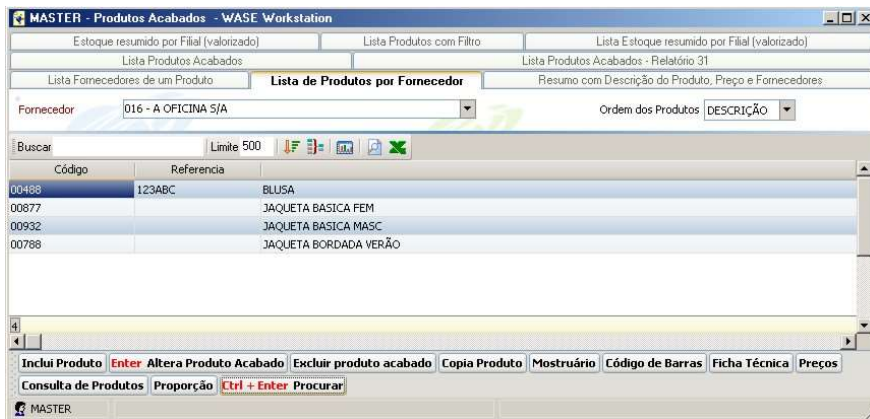 MASTER - Produtos Acabados - WASE Workstation
Estoque resumido por Filial (valorizado) Lista Produtos com Filtro Lista Estoque resumido por Filial (valorizado)
Lista Produtos Acabados Lista Produtos Acabados - Relatório 31
Lista Fornecedores de um Produto Lista de Produtos por Fornecedor Resumo com Descrição do Produto, Preço e Fornecedores
Fornecedor 016 - A OFICINA S/A Ordem dos Produtos DESCRIÇÃO
Buscar Limite 500
Código Referencia
00488 123ABC BLUSA
00877 JAQUETA BASICA FEM
00932 JAQUETA BASICA MASC
00788 JAQUETA BORDADA VERÃO
4
Inclui Produto Enter Altera Produto Acabado Excluir produto acabado Copia Produto Mostruário Código de Barras Ficha Técnica Preços
Consulta de Produtos Proporção Ctrl + Enter Procurar
MASTER